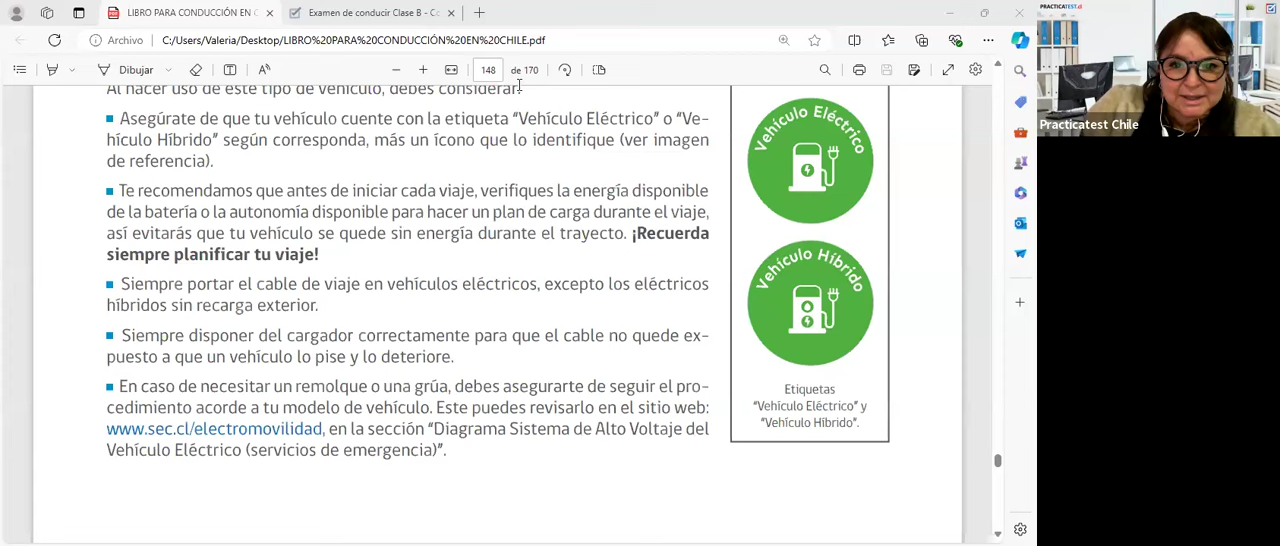 LIBRO PARA CONDUCCIÓN EN C
Examen de conducir Clase B - Co
Archivo
C:/Users/Valeria/Desktop/LIBRO%20PARA%20CONDUCCIÓN%20EN%20CHILE.pdf
Dibujar
148 de 170
Al hacer uso de este tipo de vehículo, debes considerar:
Asegúrate de que tu vehículo cuente con la etiqueta "Vehículo Eléctrico" o "Ve-
hículo Híbrido" según corresponda, más un ícono que lo identifique (ver imagen
de referencia).
Te recomendamos que antes de iniciar cada viaje, verifiques la energía disponible
de la batería o la autonomía disponible para hacer un plan de carga durante el viaje,
así evitarás que tu vehículo se quede sin energía durante el trayecto. ¡Recuerda
siempre planificar tu viaje!
Siempre portar el cable de viaje en vehículos eléctricos, excepto los eléctricos
híbridos sin recarga exterior.
Siempre disponer del cargador correctamente para que el cable no quede ex-
puesto a que un vehículo lo pise y lo deteriore.
En caso de necesitar un remolque o una grúa, debes asegurarte de seguir el pro-
cedimiento acorde a tu modelo de vehículo. Este puedes revisarlo en el sitio web:
www.sec.cl/electromovilidad, en la sección "Diagrama Sistema de Alto Voltaje del
Vehículo Eléctrico (servicios de emergencia)".
Vehículo Eléctrico
Vehículo Híbrido
Etiquetas
"Vehículo Eléctrico" y
"Vehículo Híbrido".
PRACTICATEST.cl
Practicatest Chile